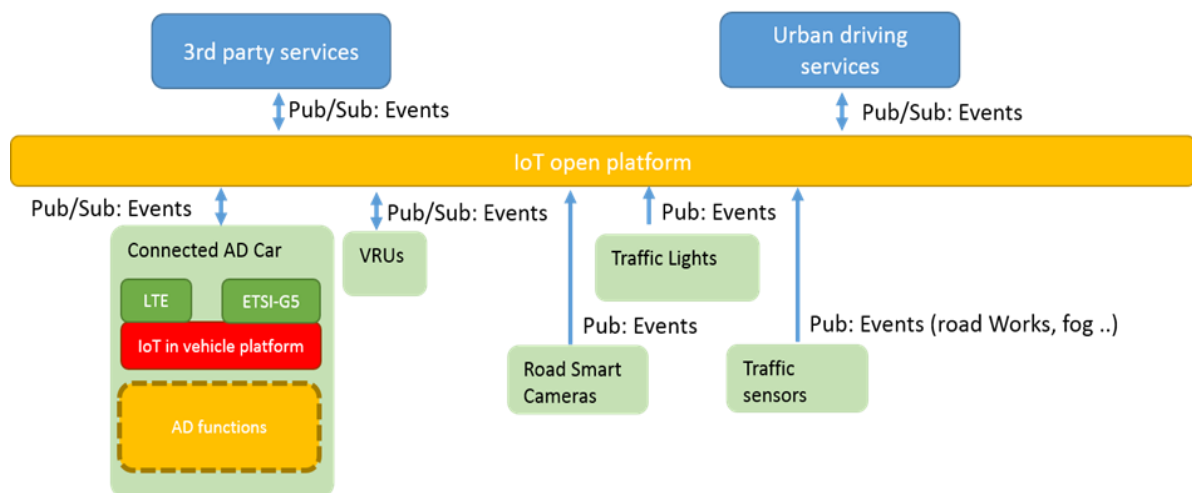 3rd party services
Urban driving
services
Pub/Sub: Events
Pub/Sub: Events
IoT open platform
Pub/Sub: Events
Pub/Sub: Events
Pub: Events
Connected AD Car
VRUs
Traffic Lights
LTE
ETSI-G5
Pub: Events
Pub: Events (road Works, fog ..)
IoT in vehicle platform
Road Smart
Cameras
Traffic
sensors
AD functions